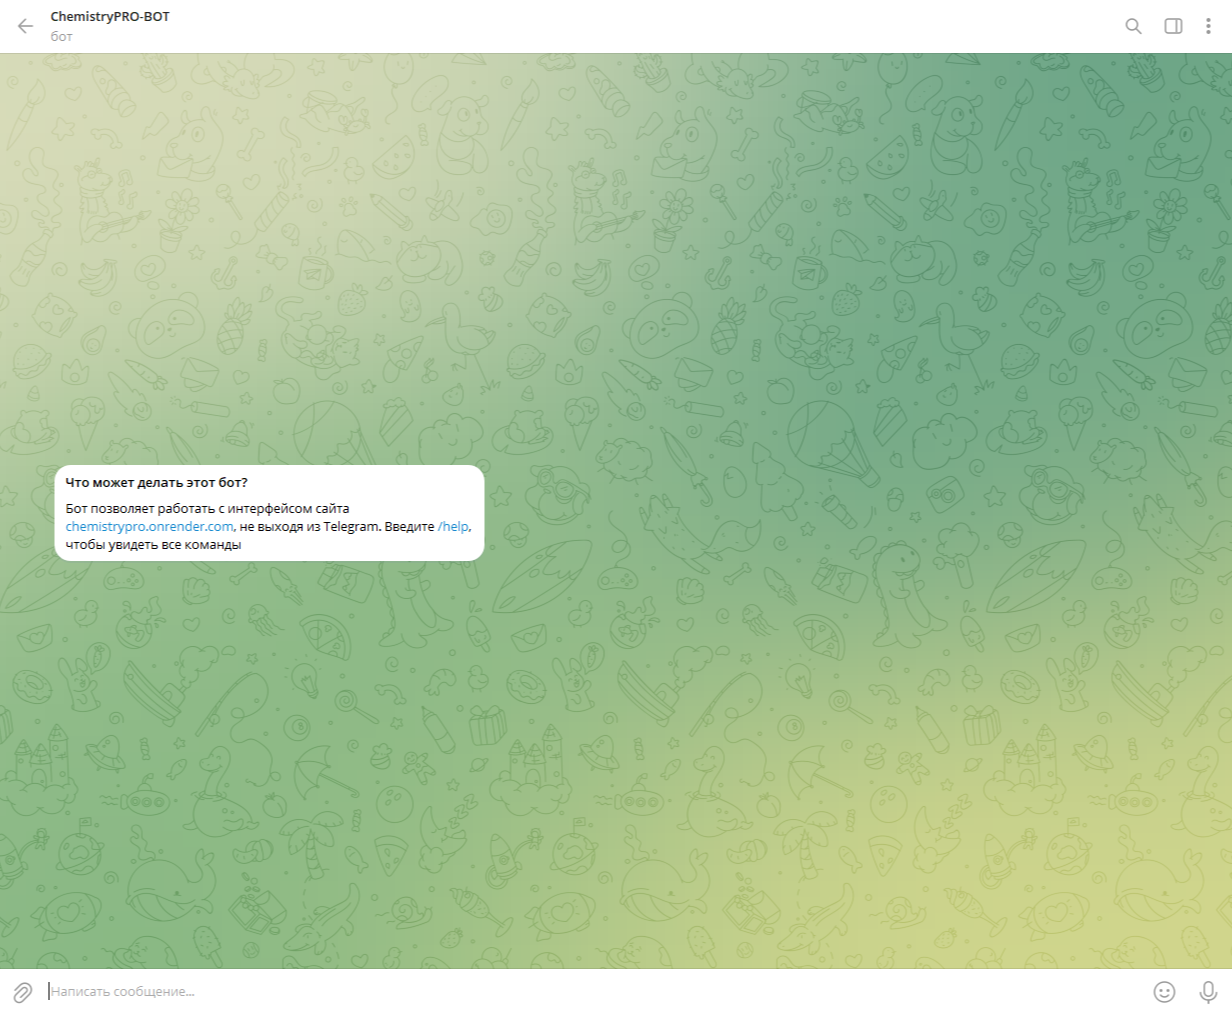 ChemistryPRO-BOT
бот
Что может делать этот бот?
Бот позволяет работать с интерфейсом сайта
chemistrypro.onrender.com, не выходя из Telegram. Введите /help,
чтобы увидеть все команды
Написать сообщение...